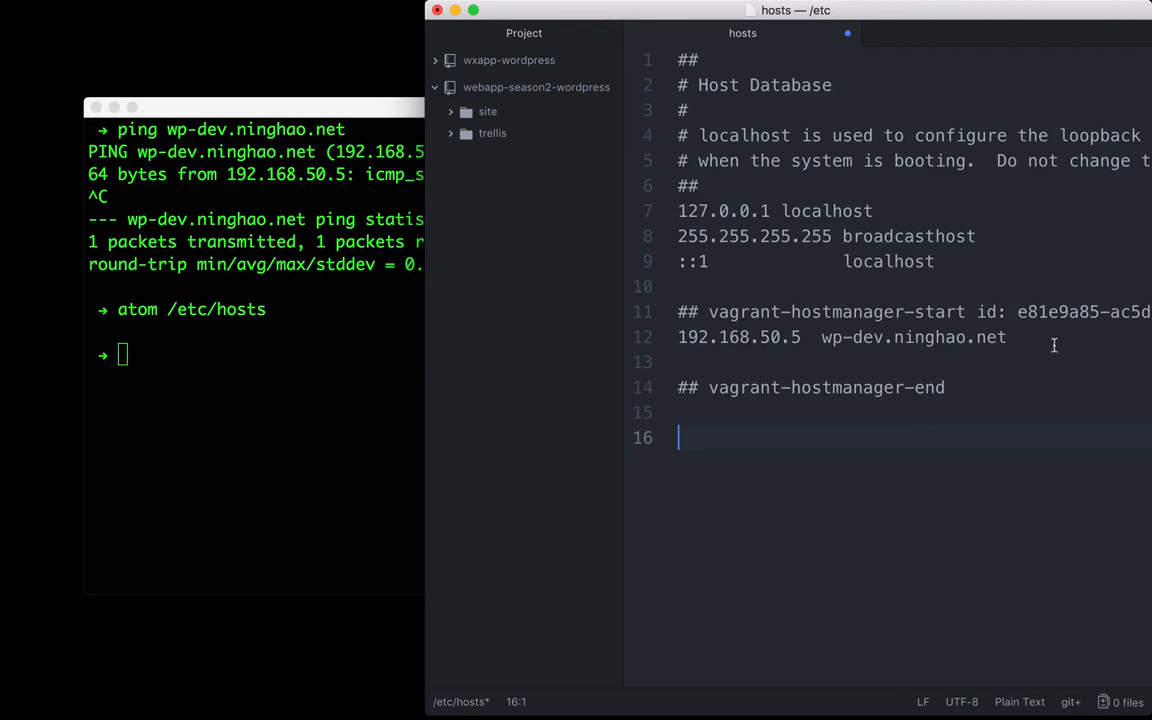 hosts — /etc
Project
hosts
wxapp-wordpress
webapp-season2-wordpress
site
trellis
➜ ping wp-dev.ninghao.net
PING wp-dev.ninghao.net (192.168.5
64 bytes from 192.168.50.5: icmp_s
^C
--- wp-dev.ninghao.net ping statis
1 packets transmitted, 1 packets r
round-trip min/avg/max/stddev = 0.
➜ atom /etc/hosts
➜
1 ##
2 # Host Database
3 #
4 # localhost is used to configure the loopback
5 # when the system is booting.  Do not change t
6 ##
7 127.0.0.1 localhost
8 255.255.255.255 broadcasthost
9 ::1             localhost
10
11 ## vagrant-hostmanager-start id: e81e9a85-ac5d
12 192.168.50.5  wp-dev.ninghao.net
13
14 ## vagrant-hostmanager-end
15
16
/etc/hosts* 16:1 LF UTF-8 Plain Text git+ 0 files